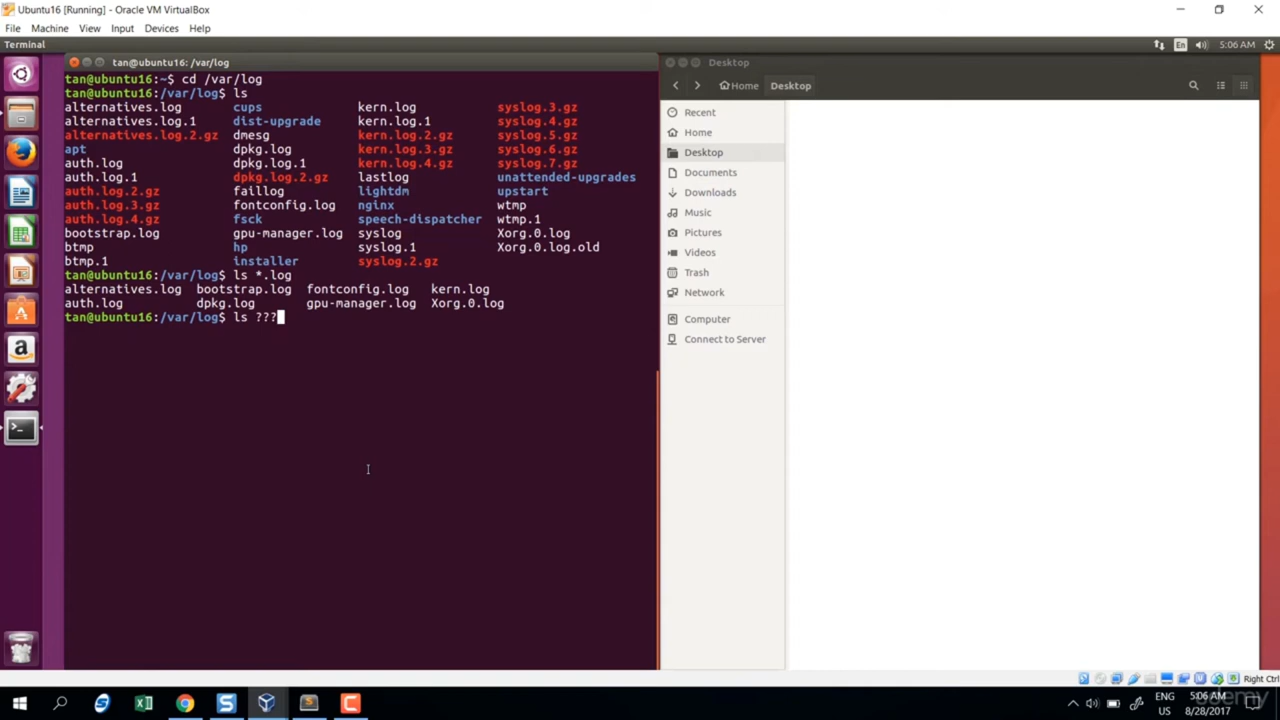 Ubuntu16 [Running] - Oracle VM VirtualBox
File Machine View Input Devices Help
Terminal En 5:06 AM
tan@ubuntu16: /var/log
tan@ubuntu16:~$ cd /var/log
tan@ubuntu16:/var/log$ ls
alternatives.log cups kern.log syslog.3.gz
alternatives.log.1 dist-upgrade kern.log.1 syslog.4.gz
alternatives.log.2.gz dmesg kern.log.2.gz syslog.5.gz
apt dpkg.log kern.log.3.gz syslog.6.gz
auth.log dpkg.log.1 kern.log.4.gz syslog.7.gz
auth.log.1 dpkg.log.2.gz lastlog unattended-upgrades
auth.log.2.gz faillog lightdm upstart
auth.log.3.gz fontconfig.log nginx wtmp
auth.log.4.gz fsck speech-dispatcher wtmp.1
bootstrap.log gpu-manager.log syslog Xorg.0.log
btmp hp syslog.1 Xorg.0.log.old
btmp.1 installer syslog.2.gz
tan@ubuntu16:/var/log$ ls *.log
alternatives.log bootstrap.log fontconfig.log kern.log
auth.log dpkg.log gpu-manager.log Xorg.0.log
tan@ubuntu16:/var/log$ ls ???
Desktop
Home Desktop
Recent
Home
Desktop
Documents
Downloads
Music
Pictures
Videos
Trash
Network
Computer
Connect to Server
Right Ctrl
ENG
US
5:06 AM
8/28/2017
udemy